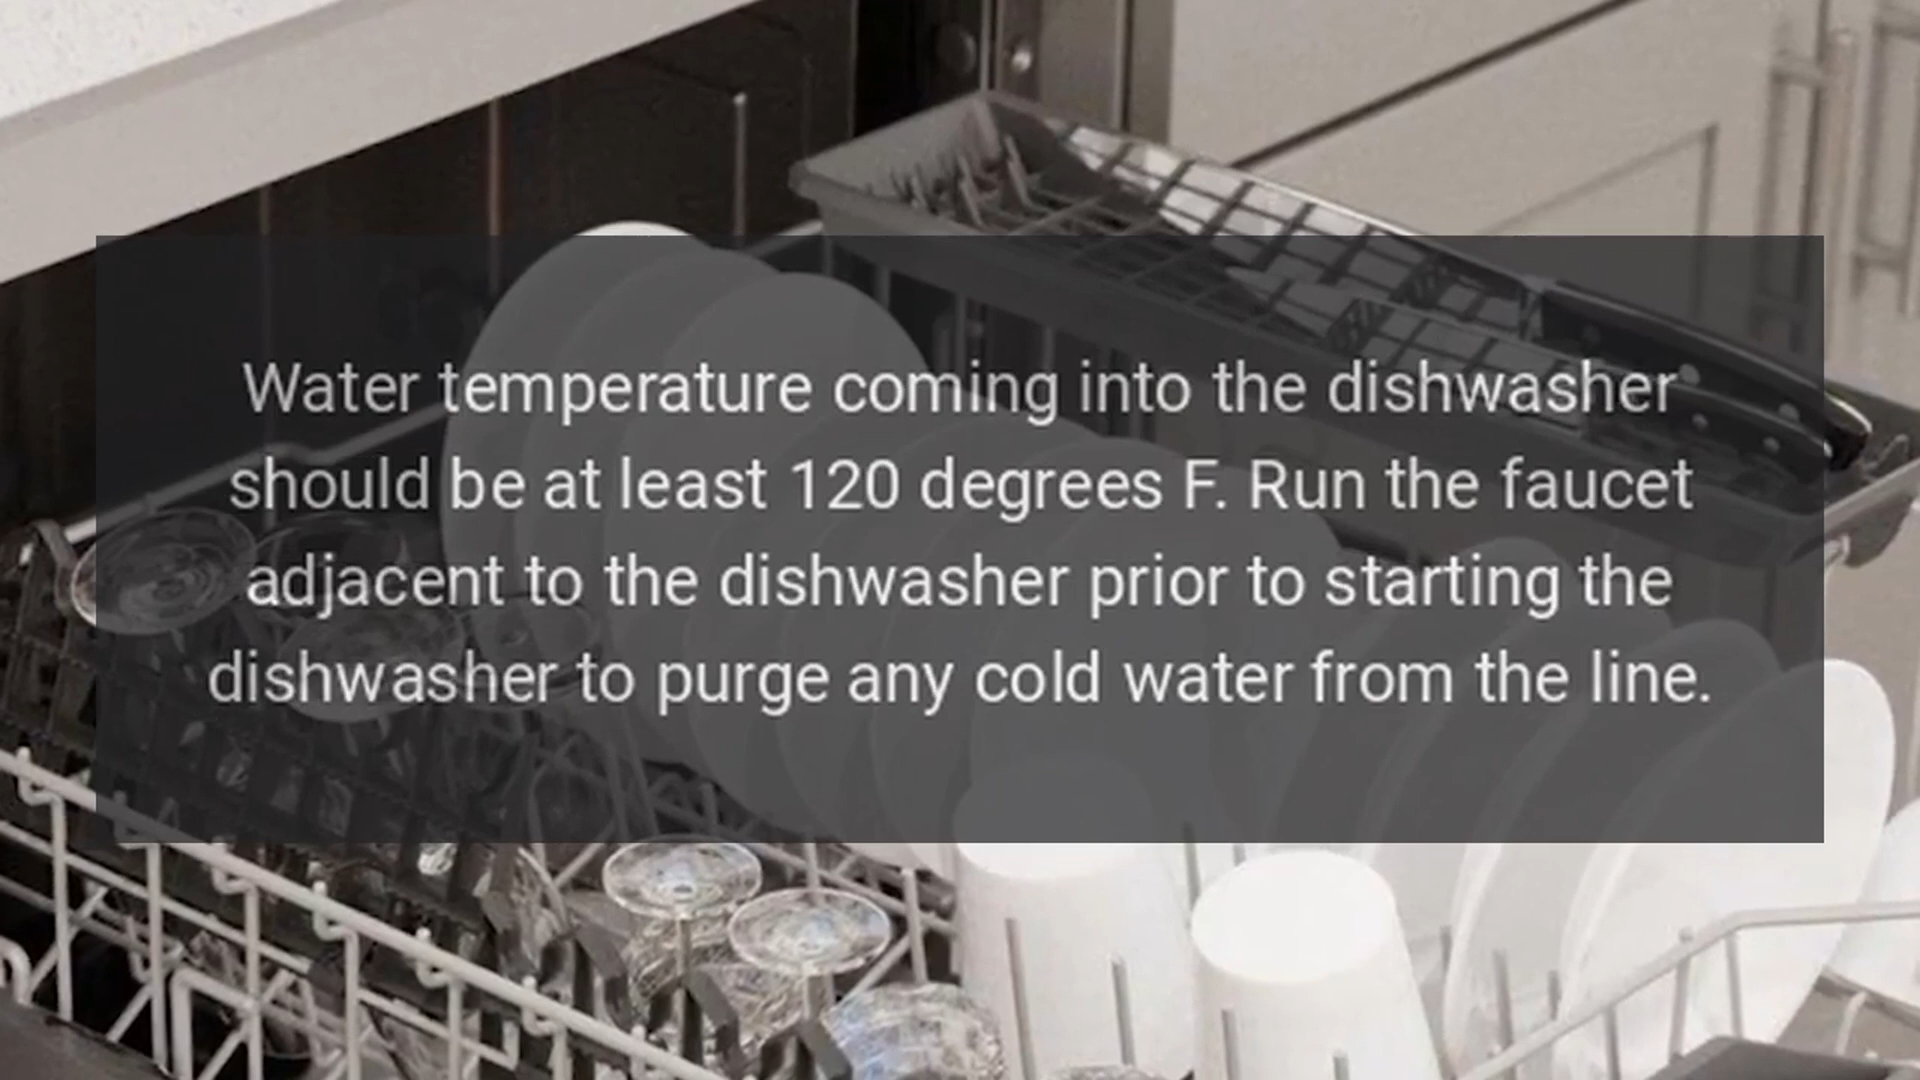 Water temperature coming into the dishwasher
should be at least 120 degrees F. Run the faucet
adjacent to the dishwasher prior to starting the
dishwasher to purge any cold water from the line.